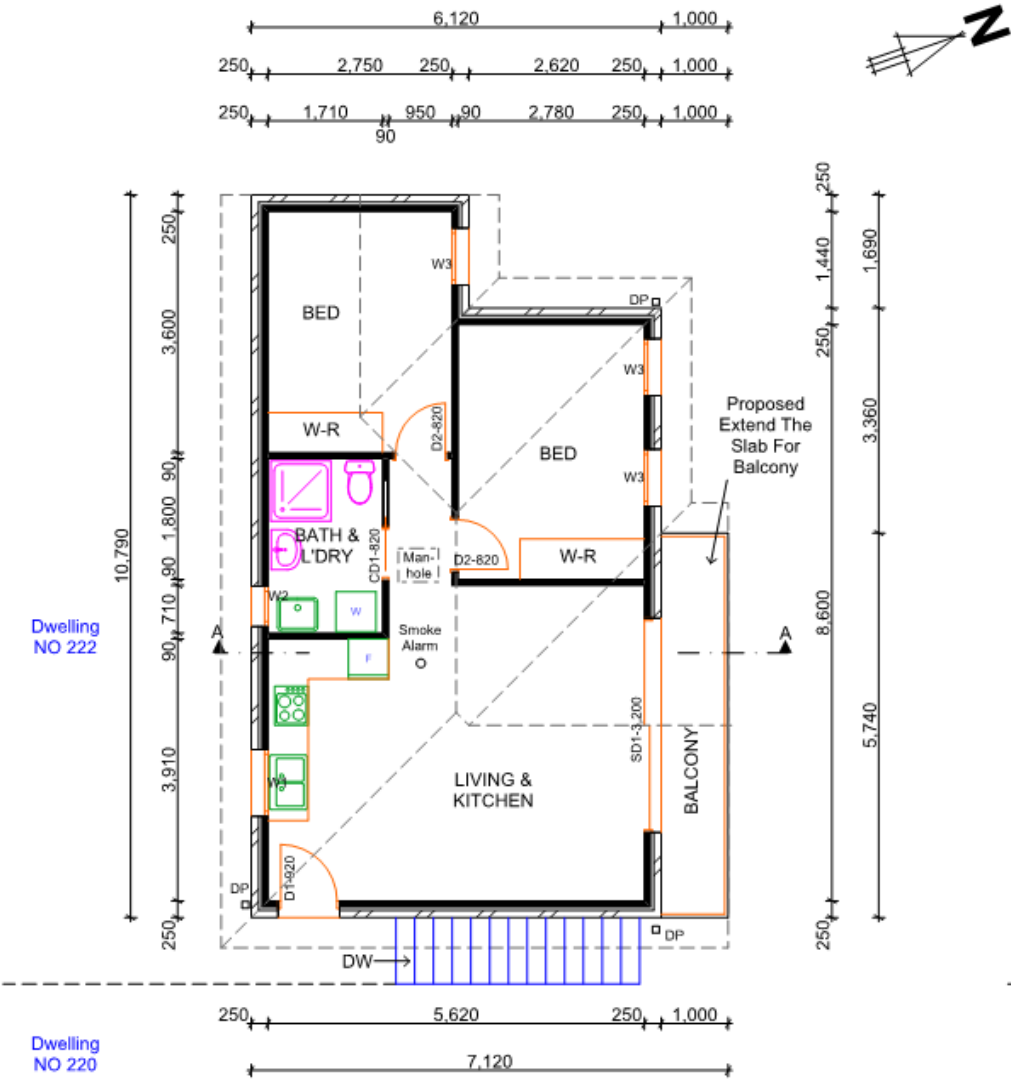 6,120
1,000
N
250
2,750
250
2,620
250
1,000
250
1,710
950
90
2,780
250
1,000
90
250
250
1,440
1,690
W3
DP
BED
3,600
250
W3
Proposed
Extend The
Slab For
Balcony
3,360
W-R
D2-820
BED
W3
90
1,800
BATH &
L'DRY
CD1-820
Man-
hole
D2-820
W-R
10,790
90
W2
W
710
8,600
Dwelling
NO 222
Smoke
Alarm
A
A
90
F
SD1-3,200
5,740
3,910
W1
LIVING &
KITCHEN
BALCONY
D1-920
DP
250
DP
250
DW
250
5,620
250
1,000
Dwelling
NO 220
7,120